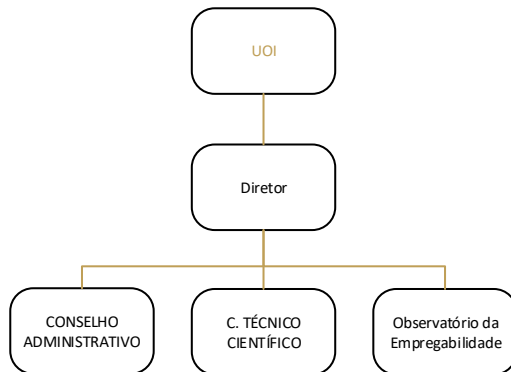 UOI
Diretor
CONSELHO
ADMINISTRATIVO
C. TÉCNICO
CIENTÍFICO
Observatório da
Empregabilidade